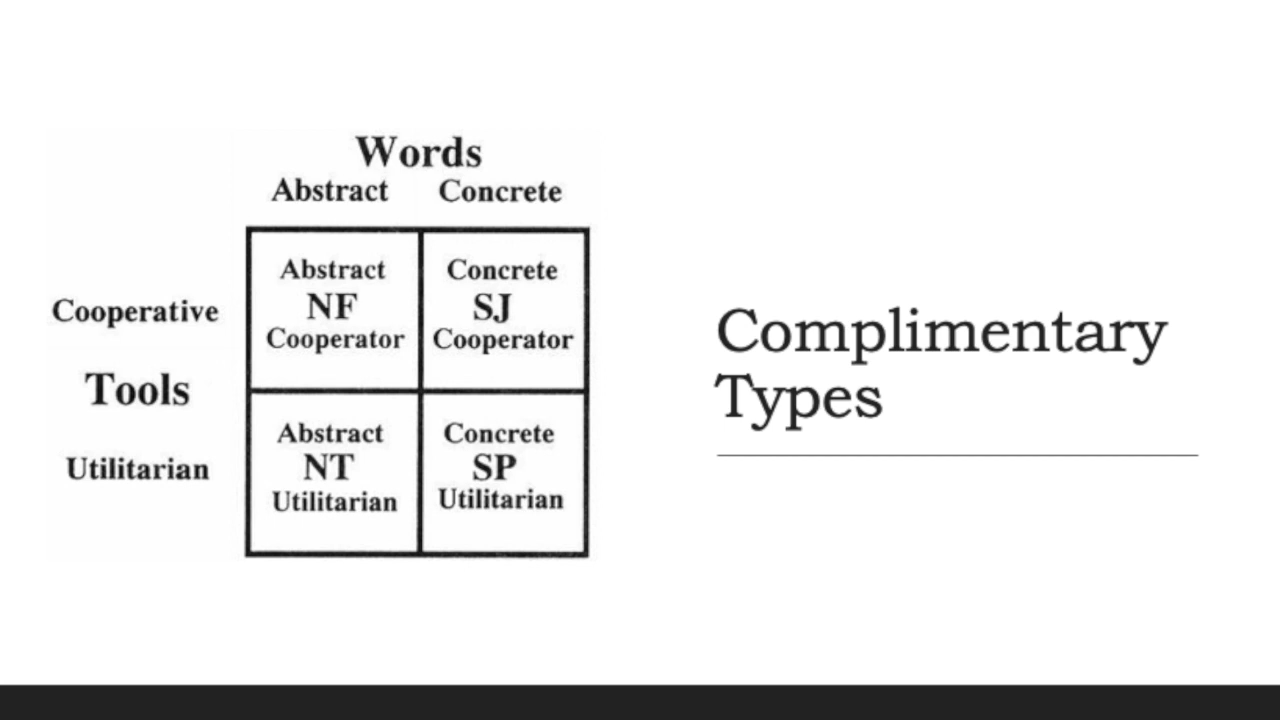 Words
Abstract Concrete
Cooperative
Tools
Utilitarian
Abstract
NF
Cooperator
Concrete
SJ
Cooperator
Abstract
NT
Utilitarian
Concrete
SP
Utilitarian
Complimentary
Types